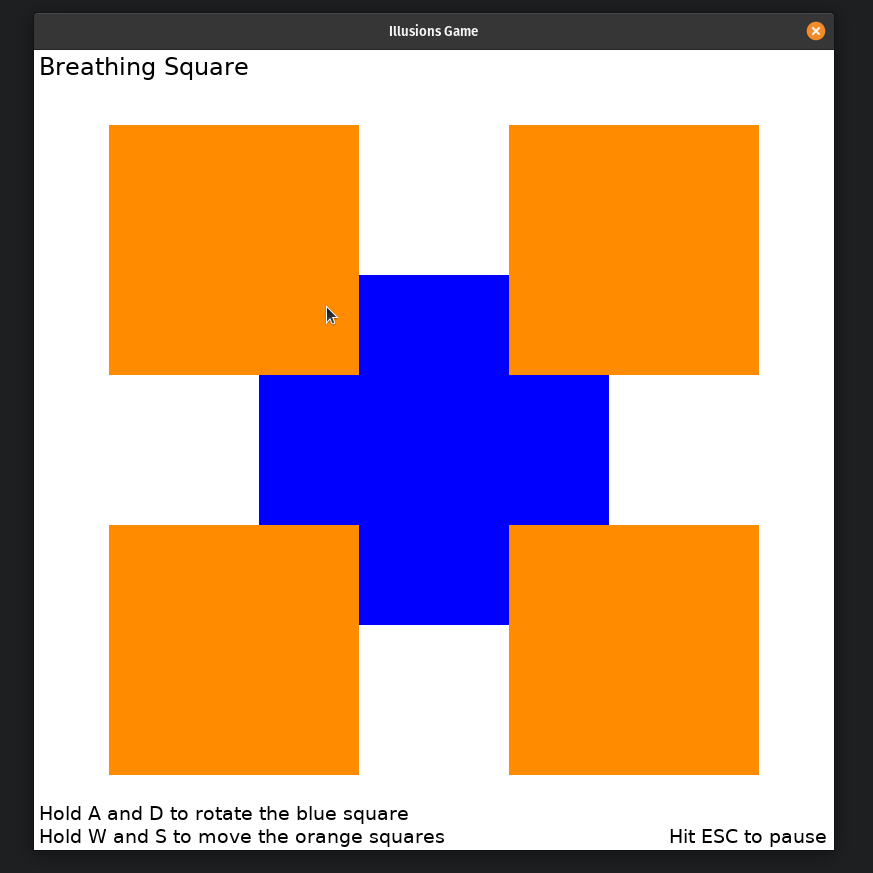 Illusions Game
Breathing Square
Hold A and D to rotate the blue square
Hold W and S to move the orange squares
Hit ESC to pause